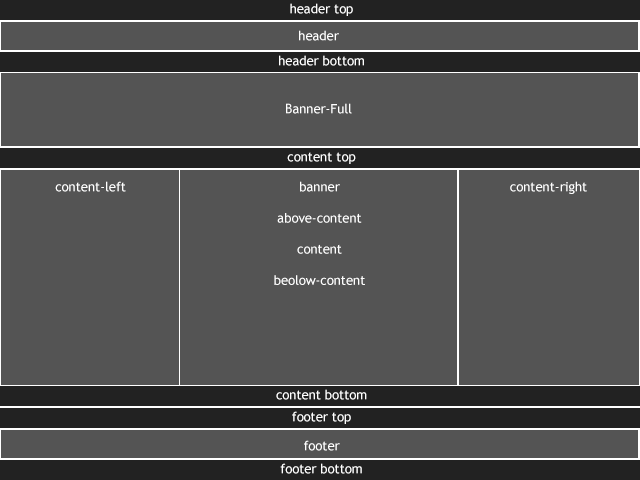 header top
header
header bottom
Banner-Full
content top
content-left
banner
above-content
content
beolow-content
content-right
content bottom
footer top
footer
footer bottom